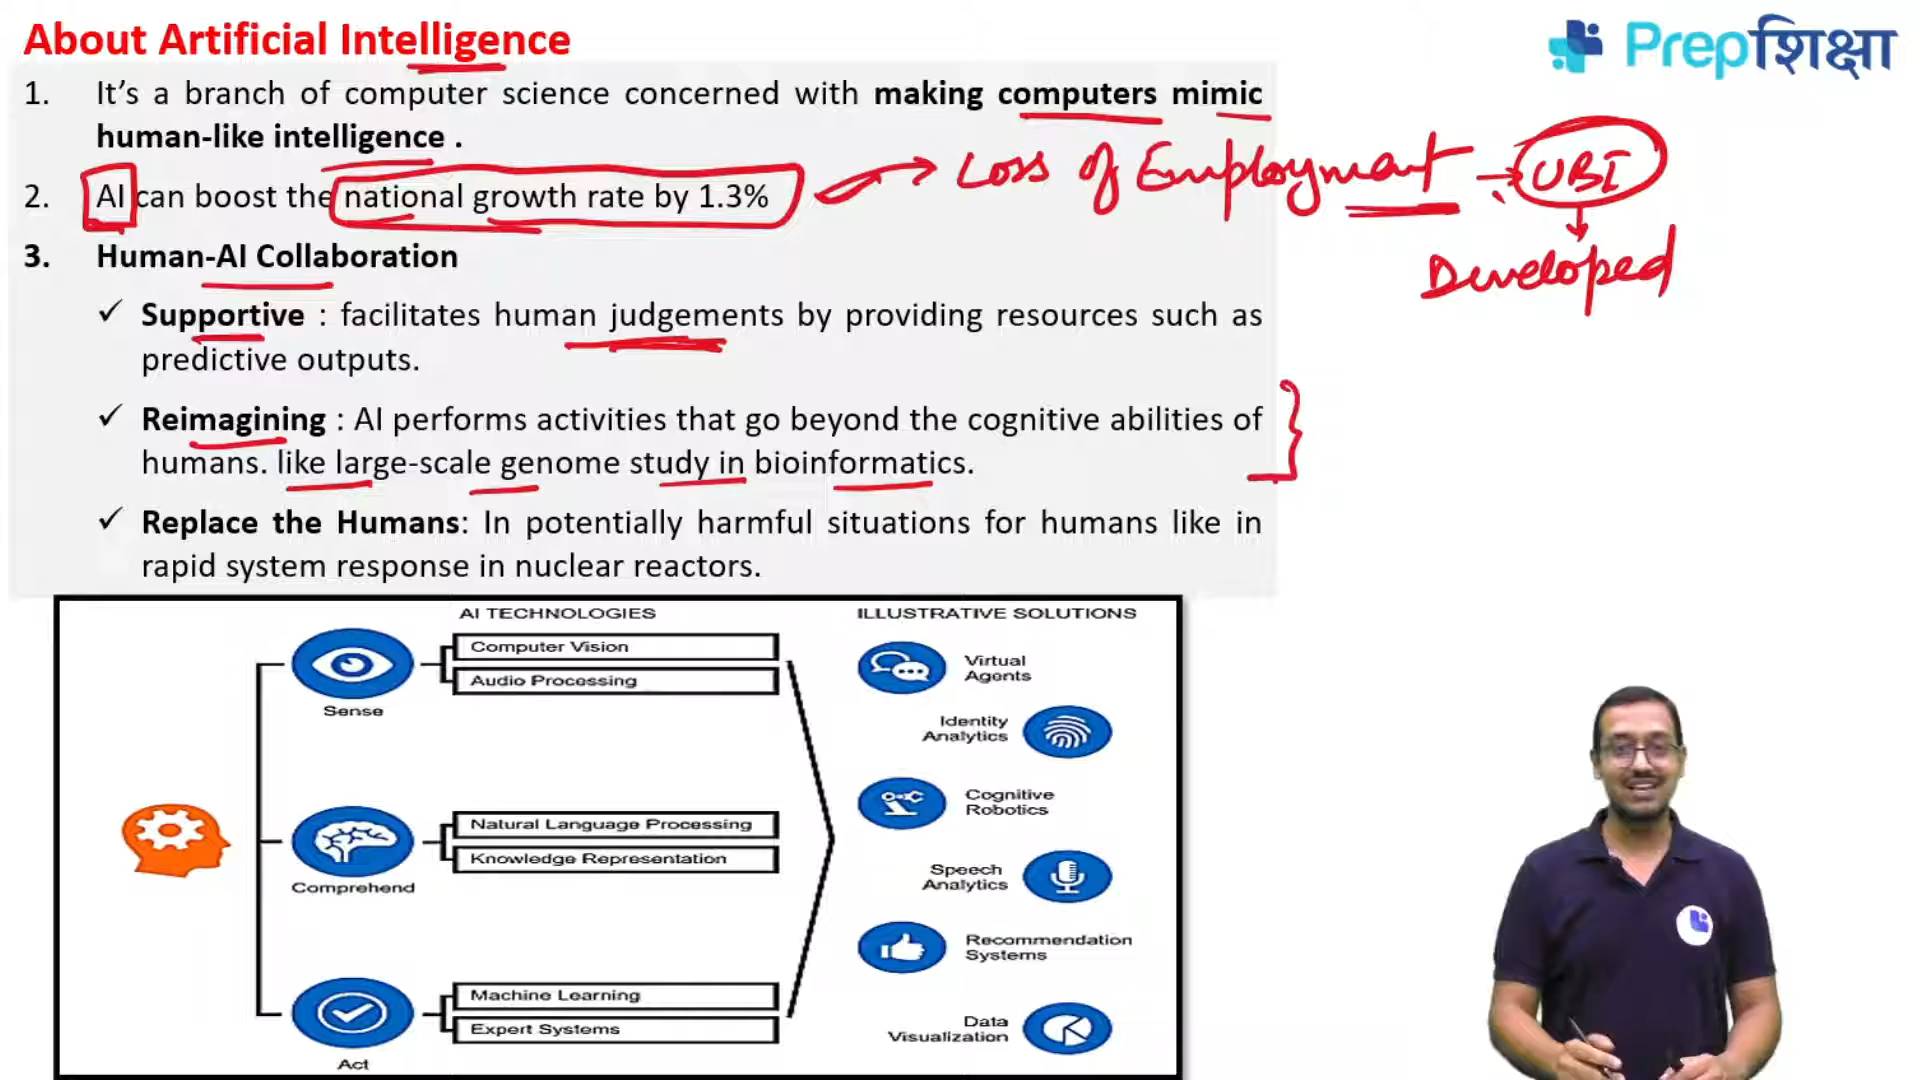 About Artificial Intelligence
Prepशिक्षा
1. It's a branch of computer science concerned with making computers mimic
human-like intelligence .
2. AI can boost the national growth rate by 1.3%
Loss of Employment
UBI
Developed
3. Human-AI Collaboration
✓ Supportive : facilitates human judgements by providing resources such as
predictive outputs.
✓ Reimagining : AI performs activities that go beyond the cognitive abilities of
humans. like large-scale genome study in bioinformatics.
✓ Replace the Humans: In potentially harmful situations for humans like in
rapid system response in nuclear reactors.
AI TECHNOLOGIES
Computer Vision
Audio Processing
Sense
Natural Language Processing
Knowledge Representation
Comprehend
Machine Learning
Expert Systems
Act
ILLUSTRATIVE SOLUTIONS
Virtual
Agents
Identity
Analytics
Cognitive
Robotics
Speech
Analytics
Recommendation
Systems
Data
Visualization